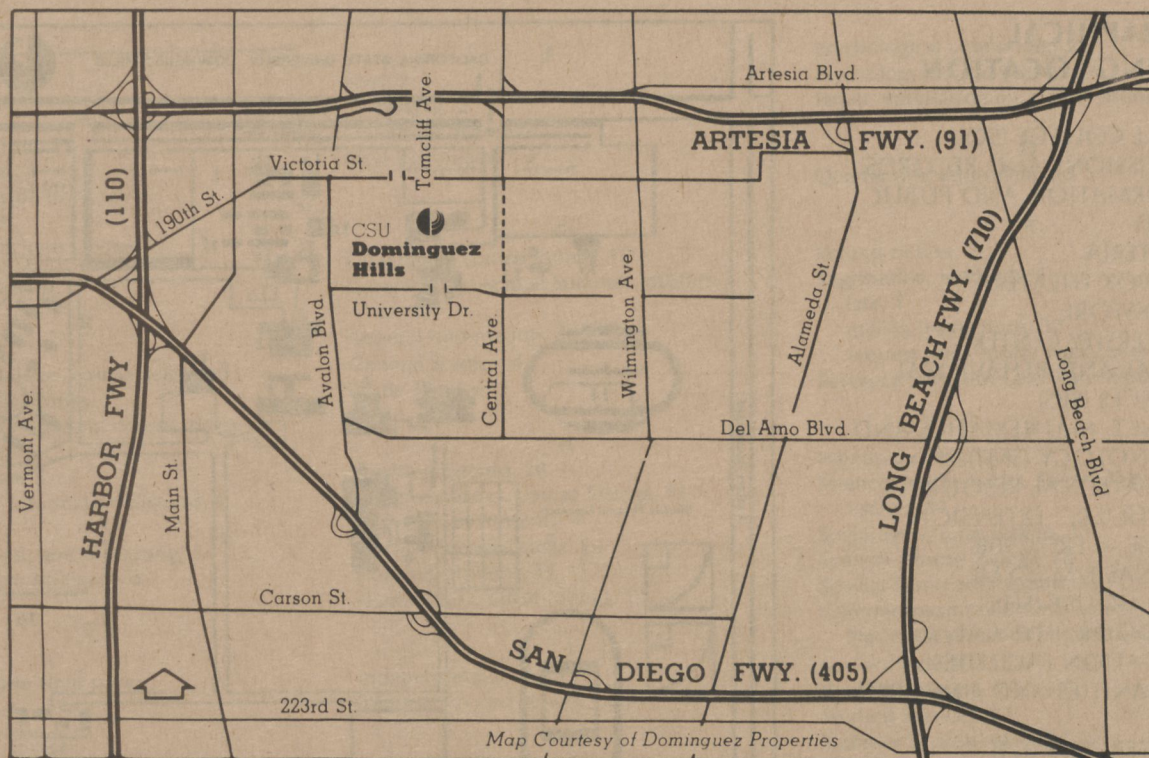 Artesia Blvd.
Tamcliff Ave.
ARTESIA FWY. (91)
Victoria St.
(110)
190th St.
CSU
Dominguez
Hills
University Dr.
Avalon Blvd.
Central Ave.
Wilmington Ave
Alameda St.
LONG BEACH FWY. (710)
Long Beach Blvd
Vermont Ave.
HARBOR FWY
Main St.
Del Amo Blvd.
Carson St.
SAN DIEGO FWY. (405)
223rd St.
Map Courtesy of Dominguez Properties